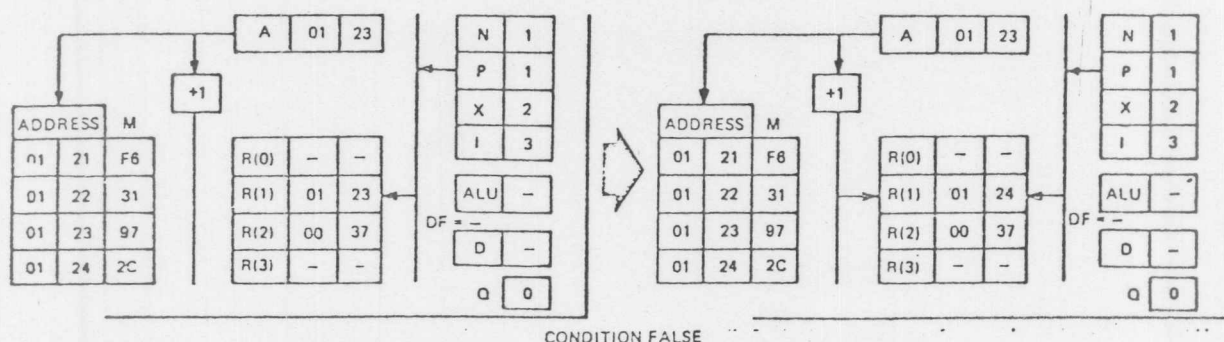 A 01 23
N 1
P 1
X 2
I 3
+1
ADDRESS M
01 21 F6
01 22 31
01 23 97
01 24 2C
R(0) – –
R(1) 01 23
R(2) 00 37
R(3) – –
ALU –
DF = –
D –
Q 0
A 01 23
N 1
P 1
X 2
I 3
+1
ADDRESS M
01 21 F6
01 22 31
01 23 97
01 24 2C
R(0) – –
R(1) 01 24
R(2) 00 37
R(3) – –
ALU –
DF = –
D –
Q 0
CONDITION FALSE